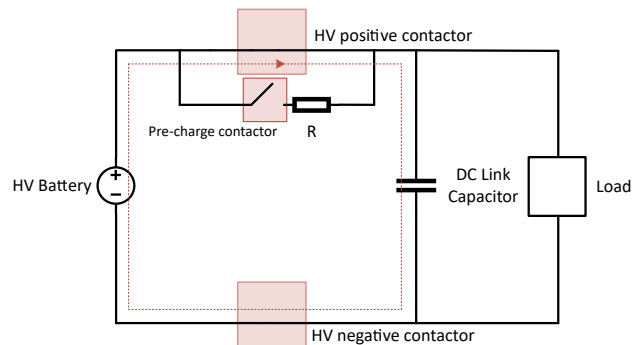 HV positive contactor
Pre-charge contactor
R
+
−
HV Battery
DC Link
Capacitor
Load
HV negative contactor